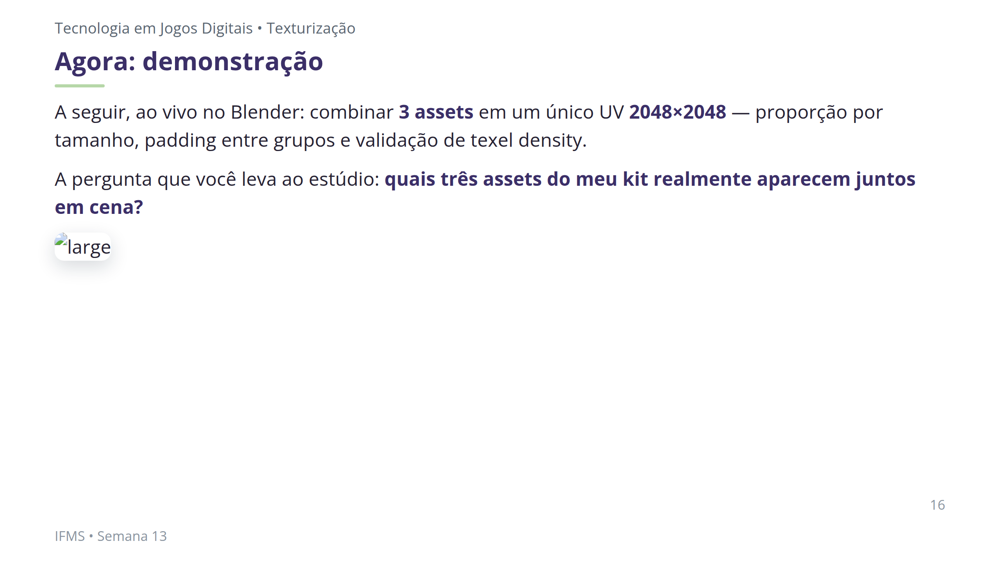 Tecnologia em Jogos Digitais • Texturização
Agora: demonstração
A seguir, ao vivo no Blender: combinar 3 assets em um único UV 2048×2048 — proporção por
tamanho, padding entre grupos e validação de texel density.
A pergunta que você leva ao estúdio: quais três assets do meu kit realmente aparecem juntos
em cena?
large
16
IFMS • Semana 13